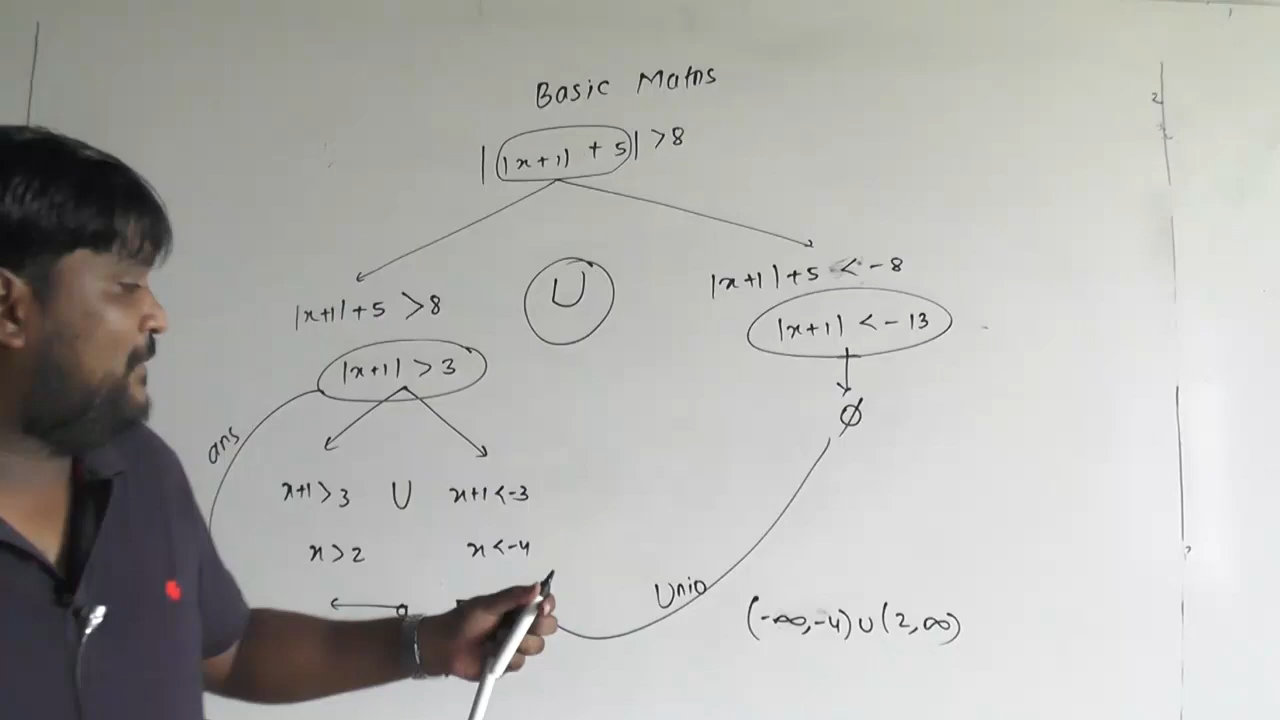 Basic Maths
||x+1| + 5| > 8
∪
|x+1| + 5 > 8
|x+1| > 3
ans
x+1 > 3 ∪ x+1 < -3
x > 2 x < -4
|x+1| + 5 < -8
|x+1| < -13
∅
Unio
(-∞,-4)∪(2,∞)